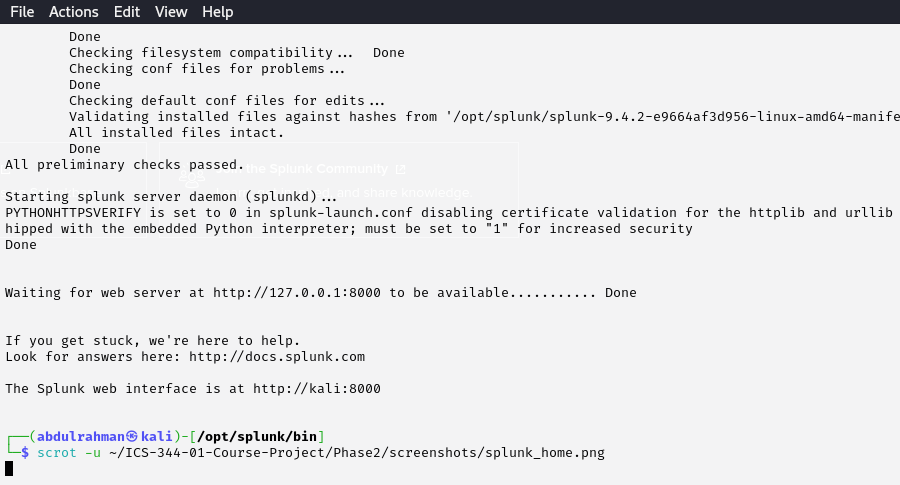 File Actions Edit View Help
Done
Checking filesystem compatibility ... Done
Checking conf files for problems ...
Done
Checking default conf files for edits ...
Validating installed files against hashes from '/opt/splunk/splunk-9.4.2-e9664af3d956-linux-amd64-manife
All installed files intact.
Done
All preliminary checks passed.
the Splunk Community
and share knowledge.
Starting splunk server daemon (splunkd) ...
PYTHONHTTPSVERIFY is set to 0 in splunk-launch.conf disabling certificate validation for the httplib and urllib
hipped with the embedded Python interpreter; must be set to "1" for increased security
Done
Waiting for web server at http://127.0.0.1:8000 to be available........... Done
If you get stuck, we're here to help.
Look for answers here: http://docs.splunk.com
The Splunk web interface is at http://kali:8000
┌──(abdulrahman㉿kali)-[/opt/splunk/bin]
└─$ scrot -u ~/ICS-344-01-Course-Project/Phase2/screenshots/splunk_home.png